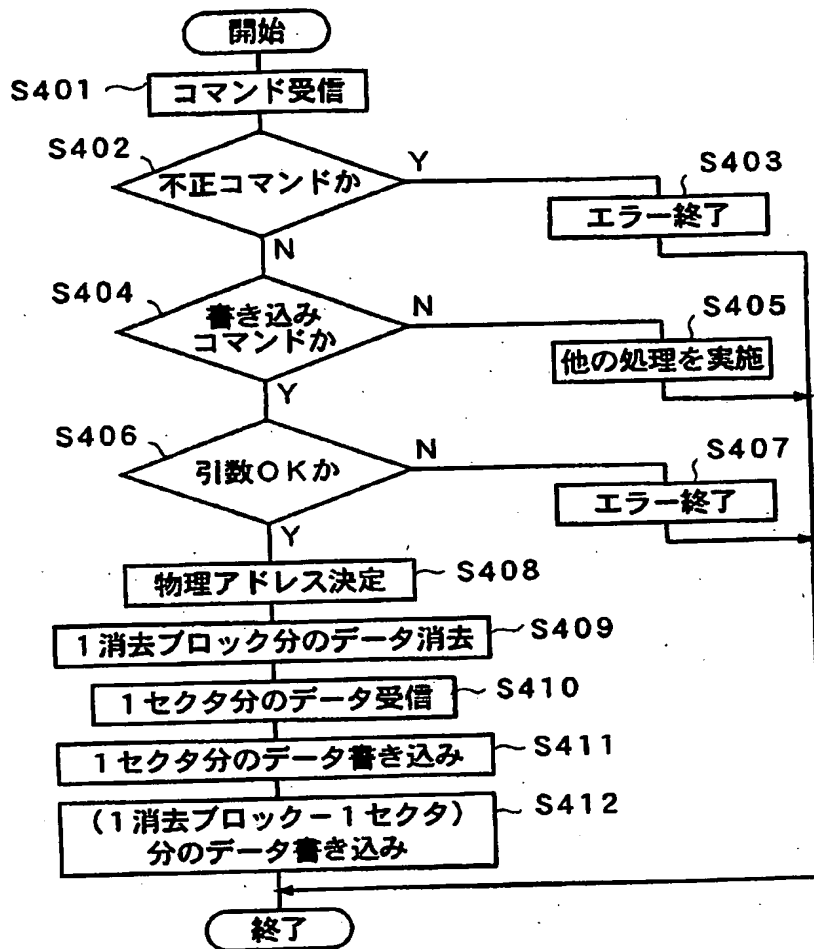 開始
S401
コマンド受信
S402
不正コマンドか
Y
S403
エラー終了
N
S404
書き込み
コマンドか
N
S405
他の処理を実施
Y
S406
引数OKか
N
S407
エラー終了
Y
物理アドレス決定
S408
1消去ブロック分のデータ消去
S409
1セクタ分のデータ受信
S410
1セクタ分のデータ書き込み
S411
(1消去ブロック−1セクタ)
分のデータ書き込み
S412
終了